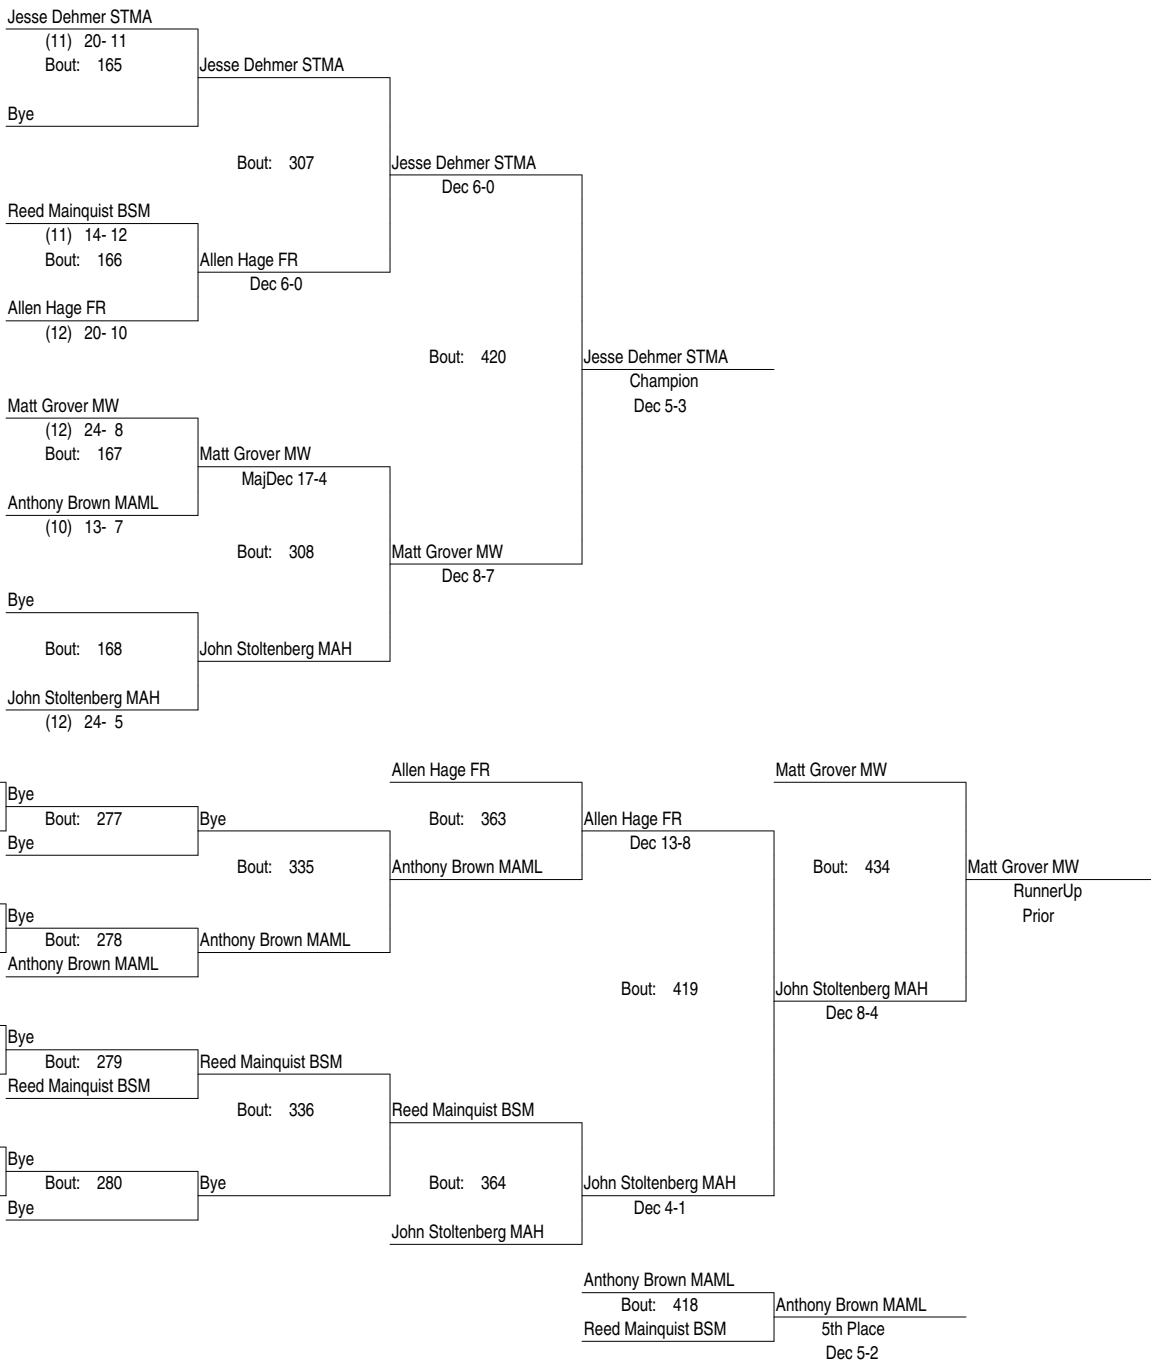 Jesse Dehmer STMA
(11) 20- 11
Bout: 165
Jesse Dehmer STMA
Bye
Bout: 307
Jesse Dehmer STMA
Dec 6-0
Reed Mainquist BSM
(11) 14- 12
Bout: 166
Allen Hage FR
Dec 6-0
Allen Hage FR
(12) 20- 10
Bout: 420
Jesse Dehmer STMA
Champion
Dec 5-3
Matt Grover MW
(12) 24- 8
Bout: 167
Matt Grover MW
MajDec 17-4
Anthony Brown MAML
(10) 13- 7
Bout: 308
Matt Grover MW
Dec 8-7
Bye
Bout: 168
John Stoltenberg MAH
John Stoltenberg MAH
(12) 24- 5
Allen Hage FR
Matt Grover MW
Bye
Bout: 277
Bye
Bout: 363
Allen Hage FR
Bye
Dec 13-8
Bout: 335
Anthony Brown MAML
Bout: 434
Matt Grover MW
RunnerUp
Prior
Bye
Bout: 278
Anthony Brown MAML
Anthony Brown MAML
Bout: 419
John Stoltenberg MAH
Dec 8-4
Bye
Bout: 279
Reed Mainquist BSM
Reed Mainquist BSM
Bout: 336
Reed Mainquist BSM
Bye
Bout: 280
Bye
Bout: 364
John Stoltenberg MAH
Bye
Dec 4-1
John Stoltenberg MAH
Anthony Brown MAML
Bout: 418
Anthony Brown MAML
Reed Mainquist BSM
5th Place
Dec 5-2